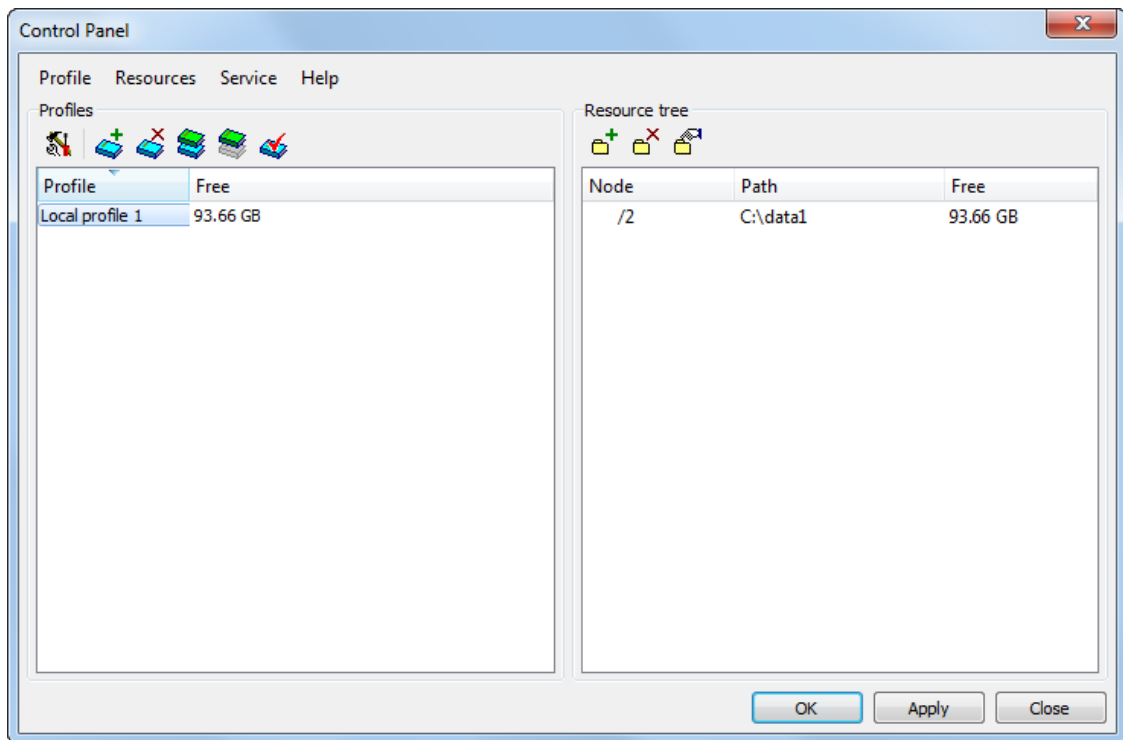 Control Panel
Profile Resources Service Help
Profiles
Profile Free
Local profile 1 93.66 GB
Resource tree
Node Path Free
/2 C:\data1 93.66 GB
OK Apply Close